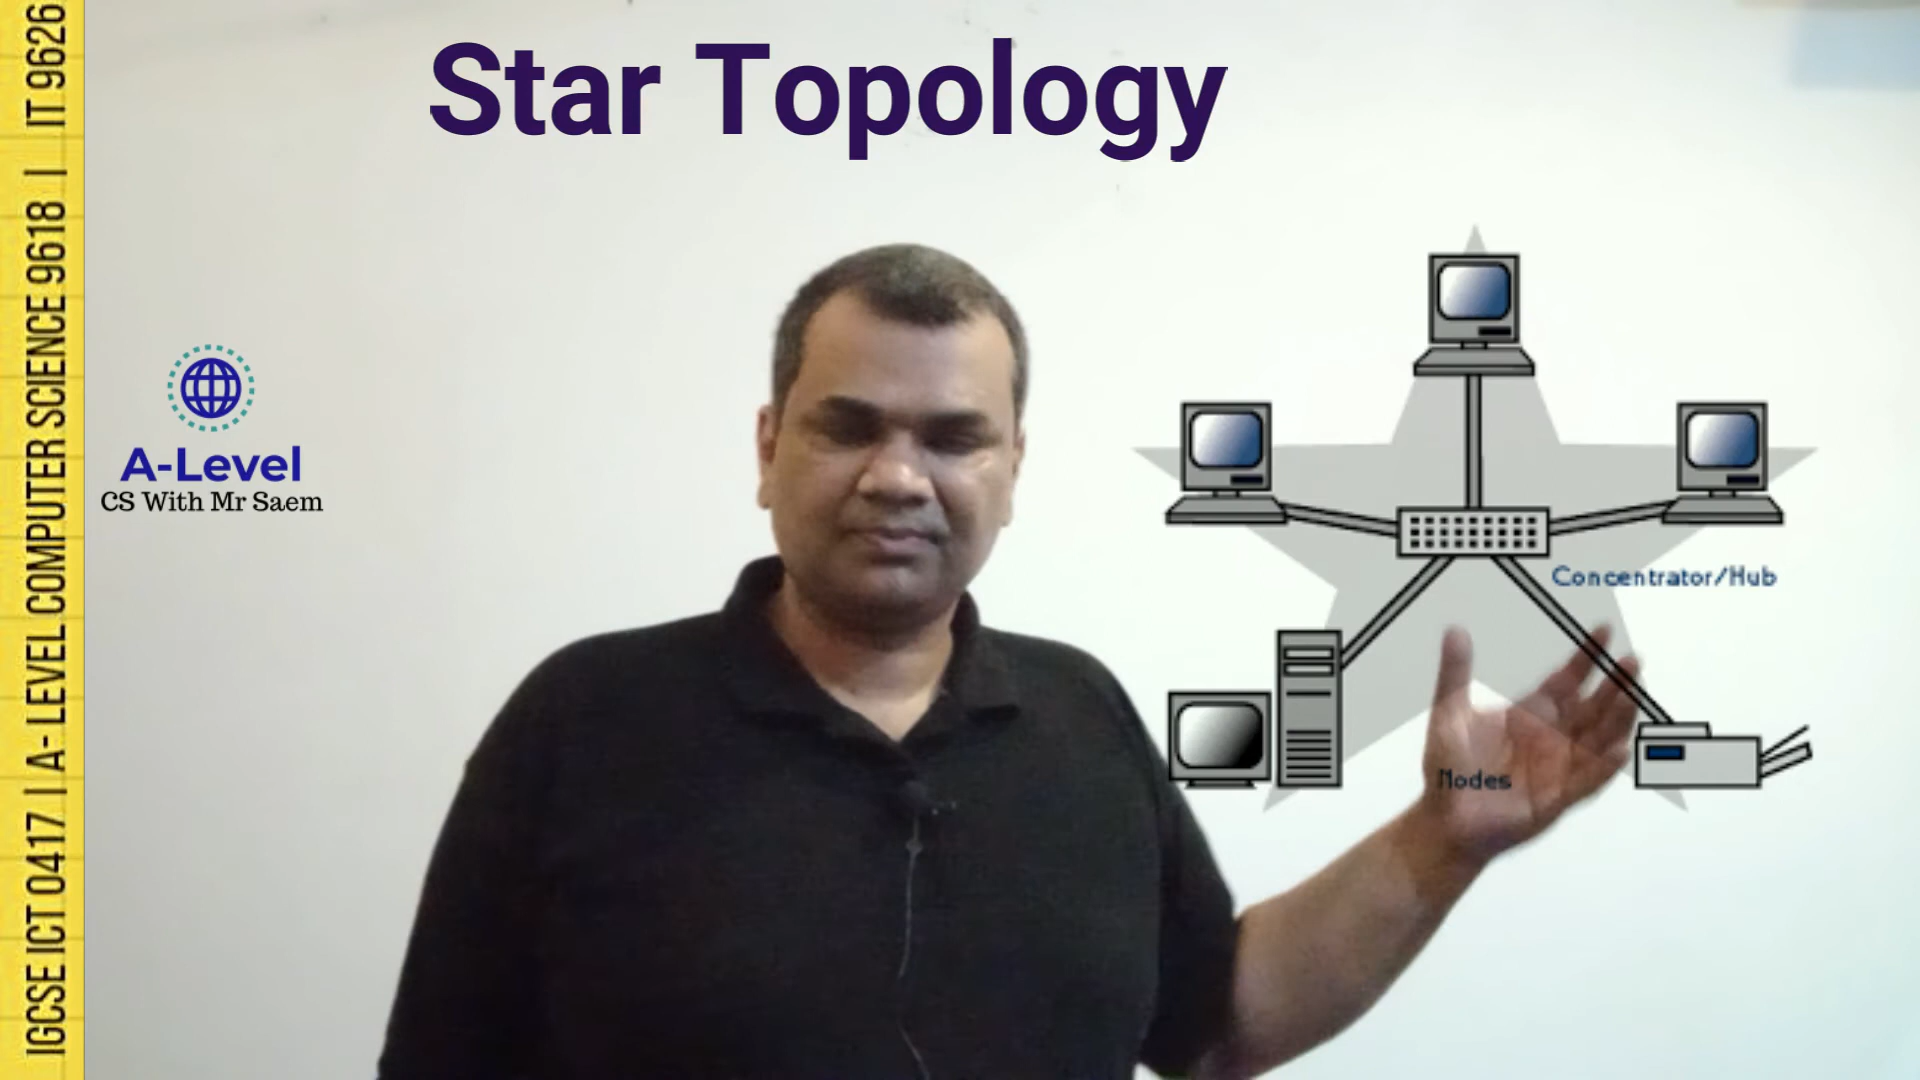 Star Topology
IGCSE ICT 0417 | A- LEVEL COMPUTER SCIENCE 9618 | IT 9626
A-Level
CS With Mr Saem
Concentrator/Hub
Nodes